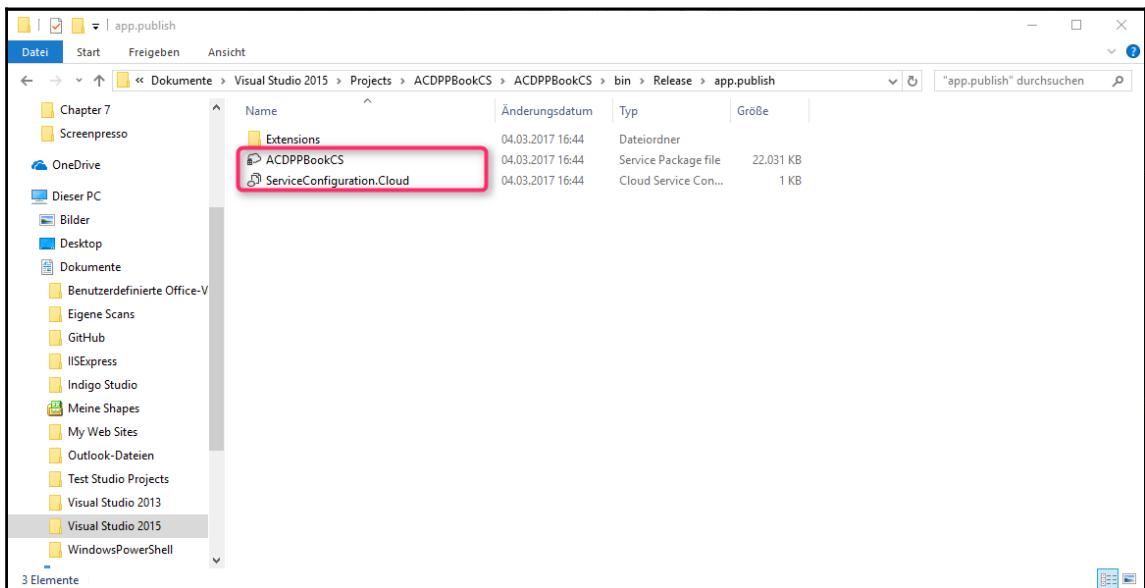 app.publish
Datei Start Freigeben Ansicht
« Dokumente > Visual Studio 2015 > Projects > ACDPPBookCS > ACDPPBookCS > bin > Release > app.publish "app.publish" durchsuchen
Chapter 7
Screenpresso
OneDrive
Dieser PC
Bilder
Desktop
Dokumente
Benutzerdefinierte Office-V
Eigene Scans
GitHub
IISExpress
Indigo Studio
Meine Shapes
My Web Sites
Outlook-Dateien
Test Studio Projects
Visual Studio 2013
Visual Studio 2015
WindowsPowerShell
Name Änderungsdatum Typ Größe
Extensions 04.03.2017 16:44 Dateiordner
ACDPPBookCS 04.03.2017 16:44 Service Package file 22.031 KB
ServiceConfiguration.Cloud 04.03.2017 16:44 Cloud Service Con... 1 KB
3 Elemente